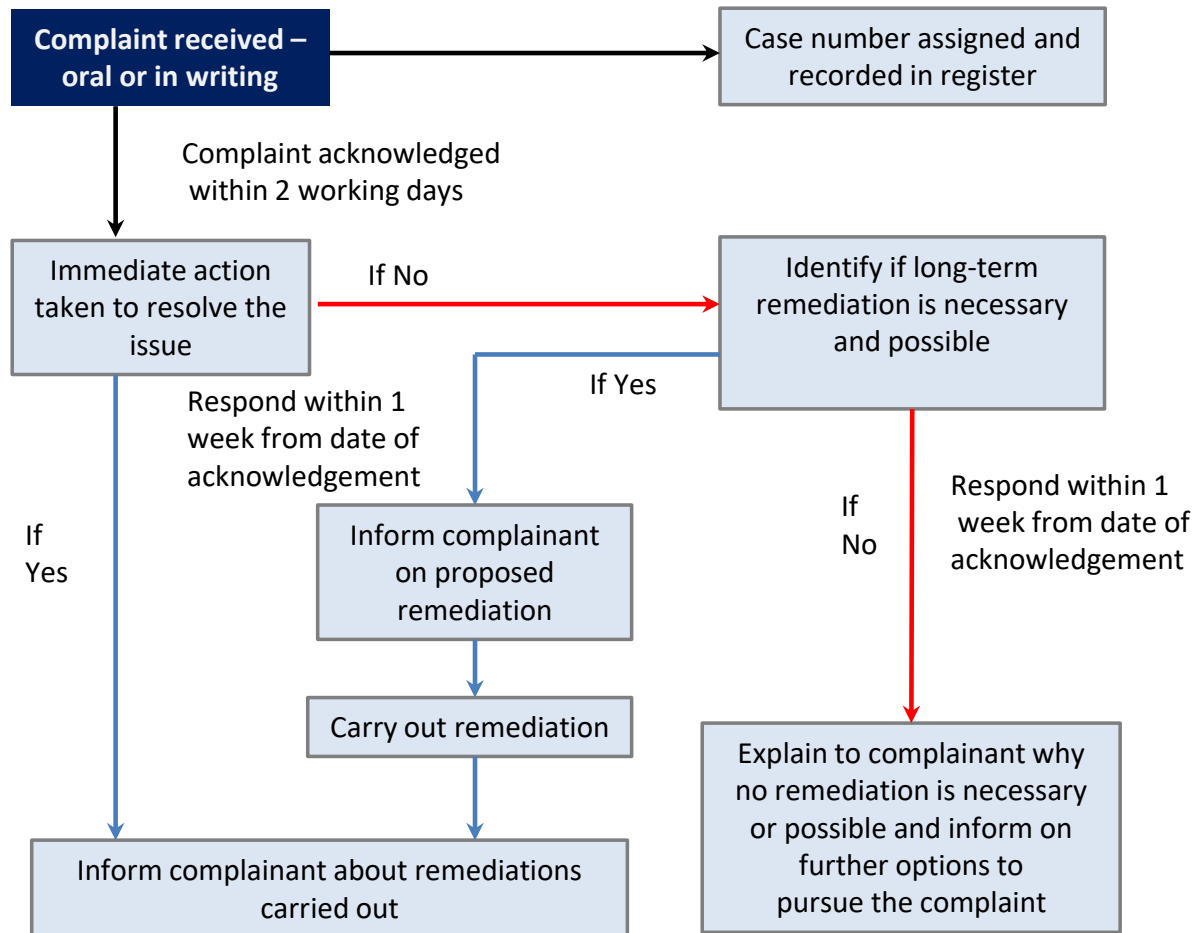 Complaint received –
oral or in writing
Case number assigned and
recorded in register
Complaint acknowledged
within 2 working days
Immediate action
taken to resolve the
issue
If No
Identify if long-term
remediation is necessary
and possible
If Yes
Respond within 1
week from date of
acknowledgement
If
Yes
Inform complainant
on proposed
remediation
If
No
Respond within 1
week from date of
acknowledgement
Carry out remediation
Explain to complainant why
no remediation is necessary
or possible and inform on
further options to
pursue the complaint
Inform complainant about remediations
carried out